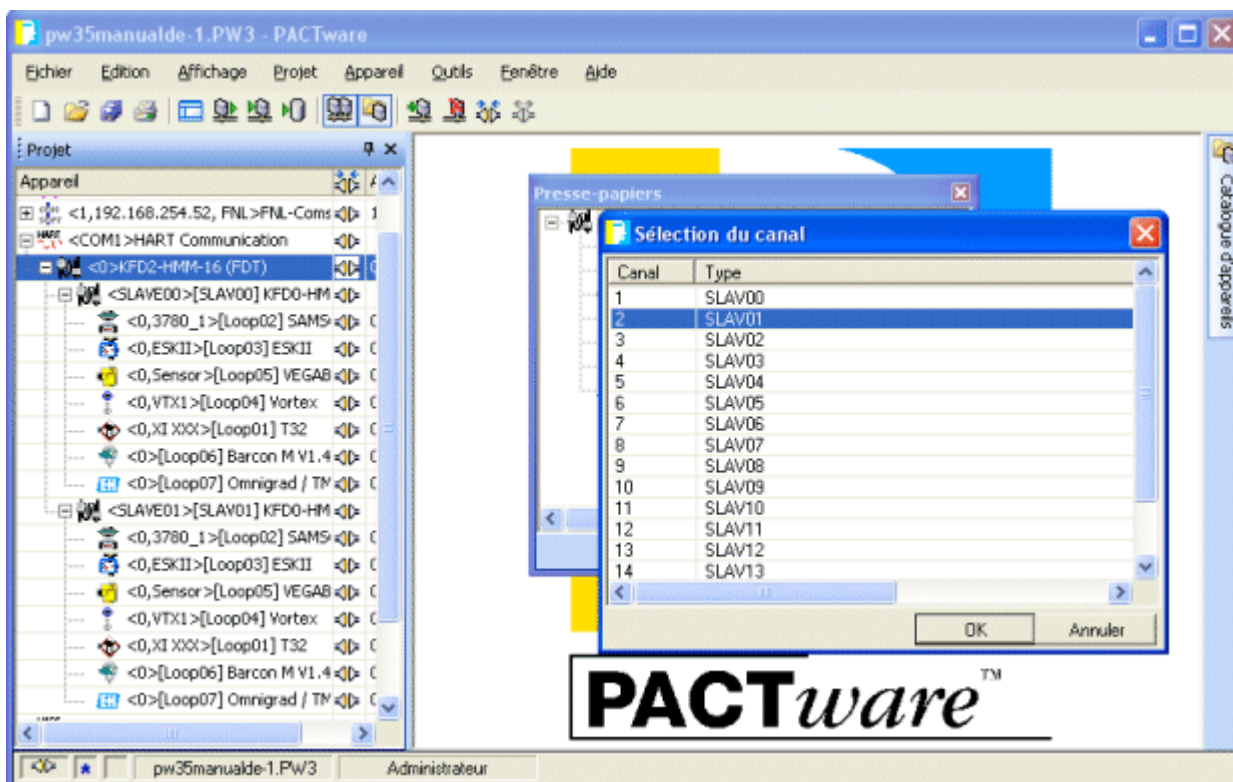 pw35manualde-1.PW3 - PACTware
Fichier Edition Affichage Projet Appareil Outils Fenêtre Aide
Projet
Appareil
<1,192.168.254.52, FNL>FNL-Coms 1
<COM1>HART Communication
<0>KFD2-HMM-16 (FDT)
<SLAVE00>[SLAV00] KFD0-HM
<0,3780_1>[Loop02] SAMS
<0,ESKII>[Loop03] ESKII
<0,Sensor>[Loop05] VEGAB
<0,VTX1>[Loop04] Vortex
<0,XI XXX>[Loop01] T32
<0>[Loop06] Barcon M V1.4
<0>[Loop07] Omnigrad / TM
<SLAVE01>[SLAV01] KFD0-HM
<0,3780_1>[Loop02] SAMS
<0,ESKII>[Loop03] ESKII
<0,Sensor>[Loop05] VEGAB
<0,VTX1>[Loop04] Vortex
<0,XI XXX>[Loop01] T32
<0>[Loop06] Barcon M V1.4
<0>[Loop07] Omnigrad / TM
Presse-papiers
Sélection du canal
Canal Type
1 SLAV00
2 SLAV01
3 SLAV02
4 SLAV03
5 SLAV04
6 SLAV05
7 SLAV06
8 SLAV07
9 SLAV08
10 SLAV09
11 SLAV10
12 SLAV11
13 SLAV12
14 SLAV13
OK Annuler
PACTware™
Catalogue d'appareils
pw35manualde-1.PW3 Administrateur